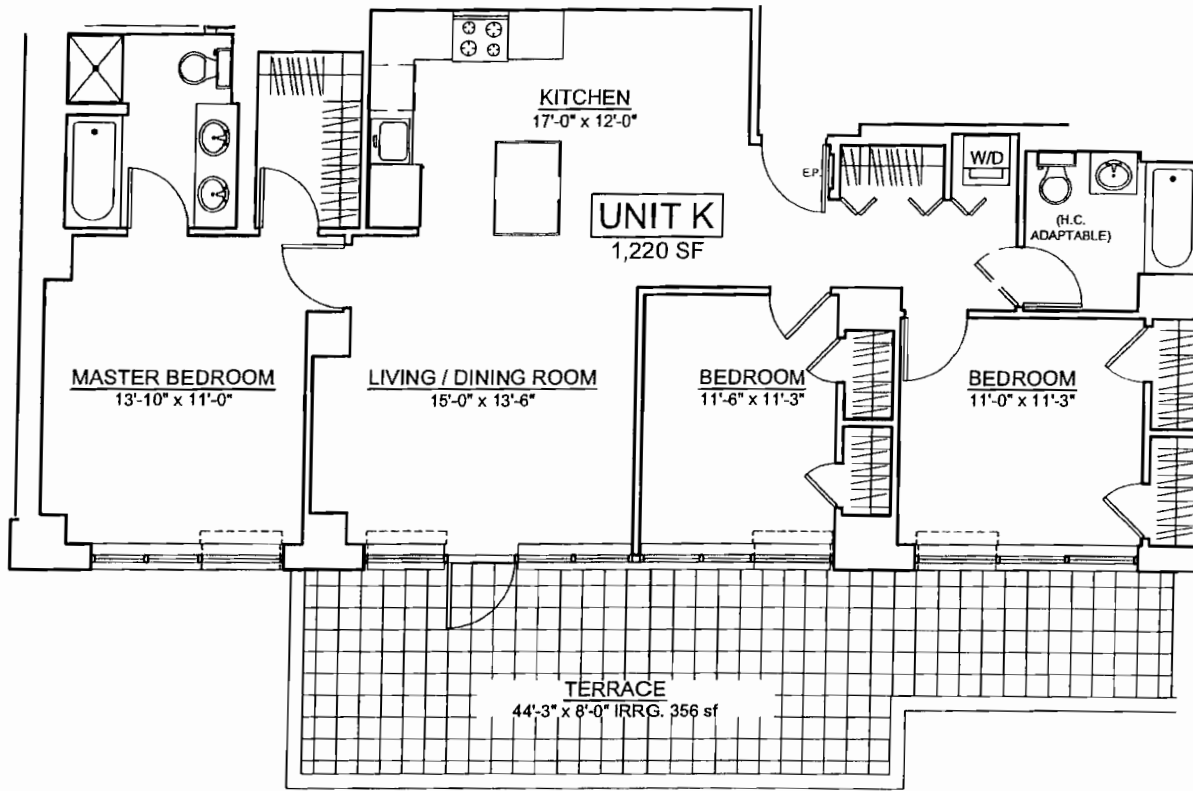 KITCHEN
17'-0" x 12'-0"
E.P.
W/D
(H.C.
ADAPTABLE)
UNIT K
1,220 SF
MASTER BEDROOM
13'-10" x 11'-0"
LIVING / DINING ROOM
15'-0" x 13'-6"
BEDROOM
11'-6" x 11'-3"
BEDROOM
11'-0" x 11'-3"
TERRACE
44'-3" x 8'-0" IRRG. 356 sf